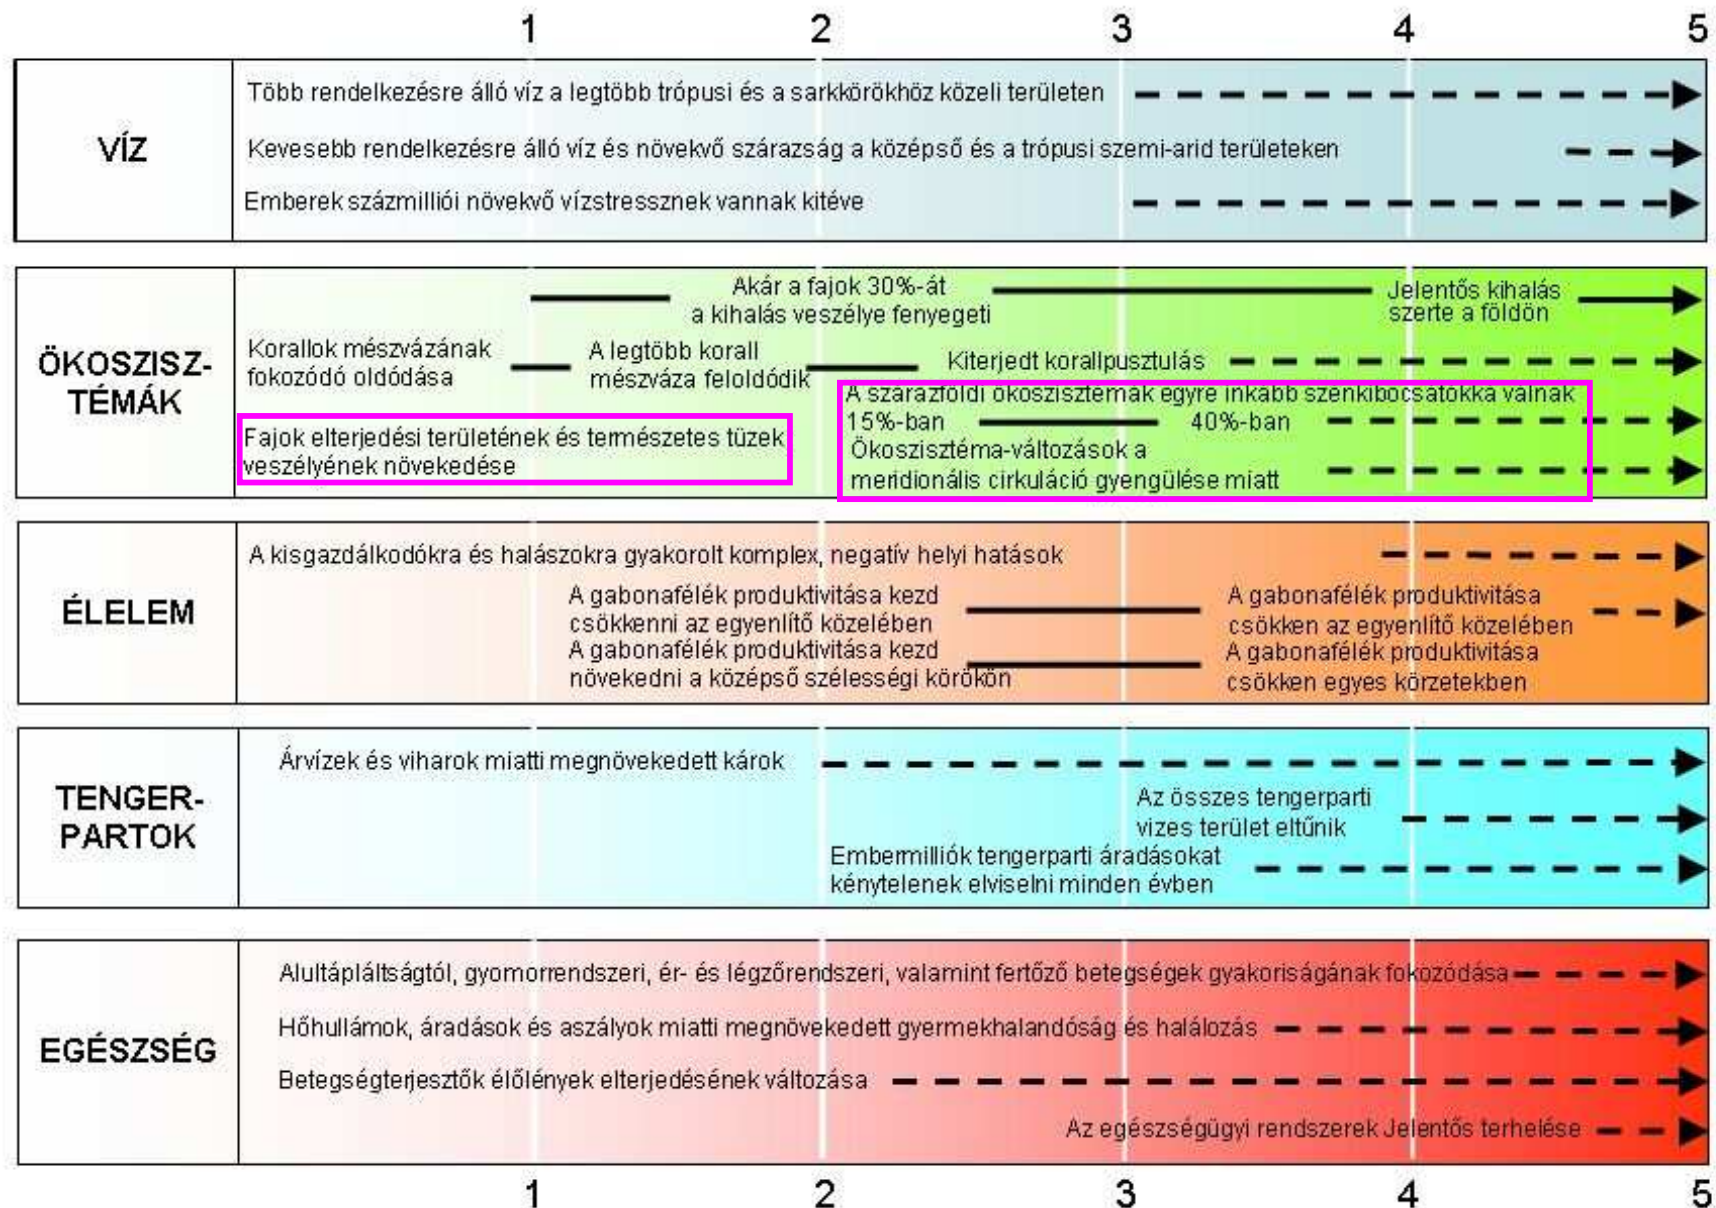 1 2 3 4 5
VÍZ
Több rendelkezésre álló víz a legtöbb trópusi és a sarkkörökhöz közeli területen
Kevesebb rendelkezésre álló víz és növekvő szárazság a középső és a trópusi szemi-arid területeken
Emberek százmilliói növekvő vízstressznek vannak kitéve
ÖKOSZISZ-
TÉMÁK
Akár a fajok 30%-át
a kihalás veszélye fenyegeti
Jelentős kihalás
szerte a földön
Korallok mészvázának
fokozódó oldódása
A legtöbb korall
mészváza feloldódik
Kiterjedt korallpusztulás
Fajok elterjedési területének és természetes tüzek
veszélyének növekedése
A szárazföldi ökoszisztémák egyre inkább szénkibocsátókká válnak
15%-ban 40%-ban
Ökoszisztéma-változások a
meridionális cirkuláció gyengülése miatt
ÉLELEM
A kisgazdálkodókra és halászokra gyakorolt komplex, negatív helyi hatások
A gabonafélék produktivitása kezd
csökkenni az egyenlítő közelében
A gabonafélék produktivitása
csökken az egyenlítő közelében
A gabonafélék produktivitása kezd
növekedni a középső szélességi körökön
A gabonafélék produktivitása
csökken egyes körzetekben
TENGER-
PARTOK
Árvízek és viharok miatti megnövekedett károk
Az összes tengerparti
vizes terület eltűnik
Embermilliók tengerparti áradásokat
kénytelenek elviselni minden évben
EGÉSZSÉG
Alultápláltságtól, gyomorrendszeri, ér- és légzőrendszeri, valamint fertőző betegségek gyakoriságának fokozódása
Hőhullámok, áradások és aszályok miatti megnövekedett gyermekhalandóság és halálozás
Betegségterjesztők élőlények elterjedésének változása
Az egészségügyi rendszerek Jelentős terhelése
1 2 3 4 5